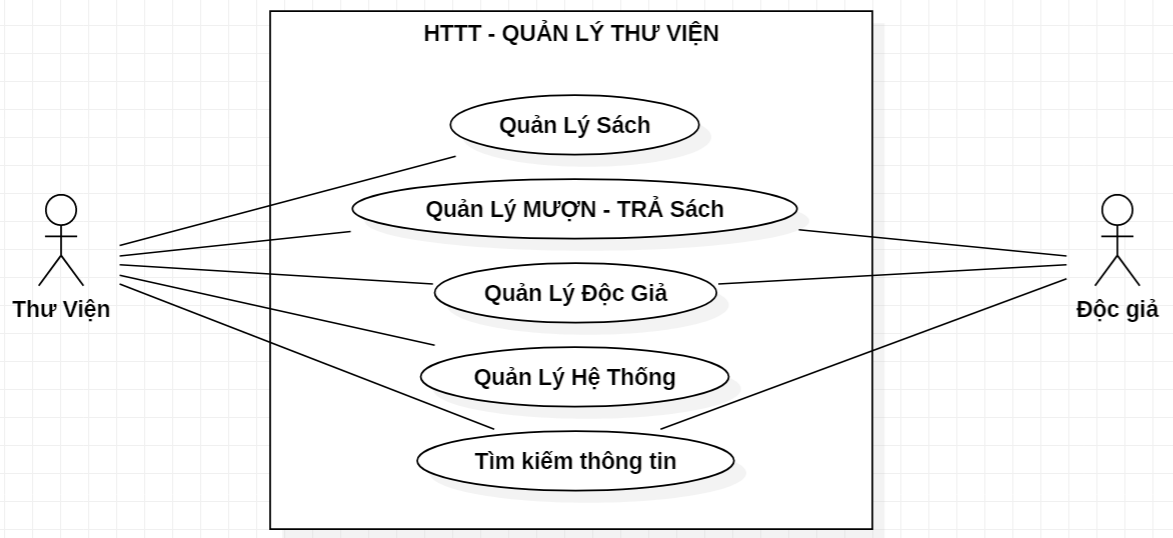 HTTT - QUẢN LÝ THƯ VIỆN
Quản Lý Sách
Quản Lý MƯỢN - TRẢ Sách
Quản Lý Độc Giả
Quản Lý Hệ Thống
Tìm kiếm thông tin
Thư Viện
Độc giả